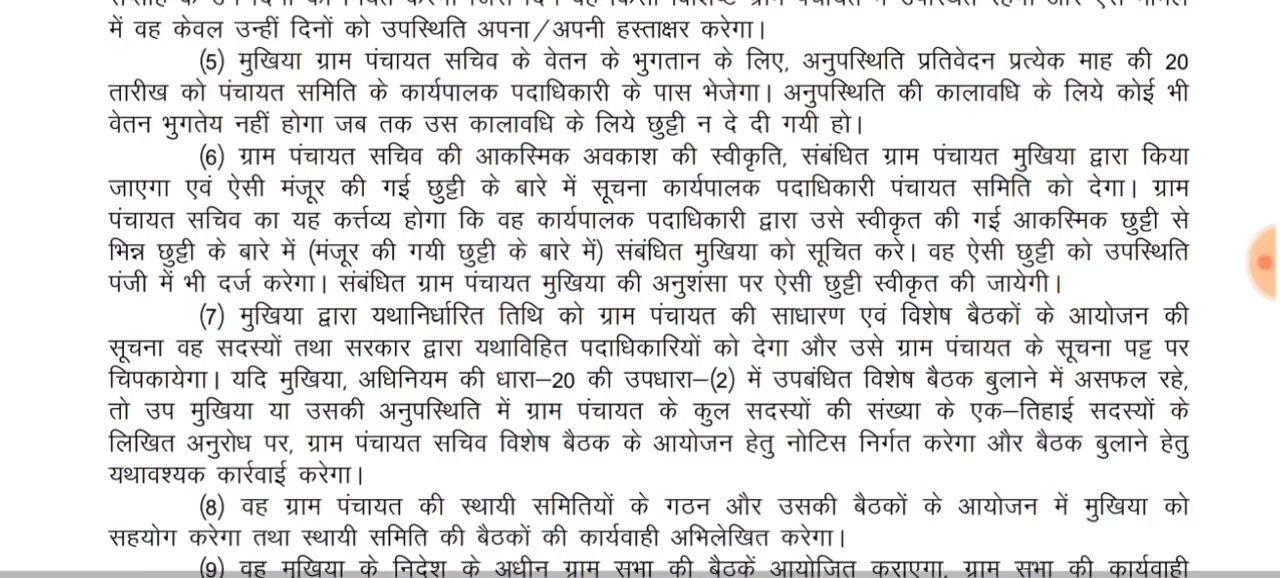 में वह केवल उन्हीं दिनों को उपस्थिति अपना/अपनी हस्ताक्षर करेगा।
(5) मुखिया ग्राम पंचायत सचिव के वेतन के भुगतान के लिए, अनुपस्थिति प्रतिवेदन प्रत्येक माह की 20
तारीख को पंचायत समिति के कार्यपालक पदाधिकारी के पास भेजेगा। अनुपस्थिति की कालावधि के लिये कोई भी
वेतन भुगतेय नहीं होगा जब तक उस कालावधि के लिये छुट्टी न दे दी गयी हो।
(6) ग्राम पंचायत सचिव की आकस्मिक अवकाश की स्वीकृति, संबंधित ग्राम पंचायत मुखिया द्वारा किया
जाएगा एवं ऐसी मंजूर की गई छुट्टी के बारे में सूचना कार्यपालक पदाधिकारी पंचायत समिति को देगा। ग्राम
पंचायत सचिव का यह कर्त्तव्य होगा कि वह कार्यपालक पदाधिकारी द्वारा उसे स्वीकृत की गई आकस्मिक छुट्टी से
भिन्न छुट्टी के बारे में (मंजूर की गयी छुट्टी के बारे में) संबंधित मुखिया को सूचित करे। वह ऐसी छुट्टी को उपस्थिति
पंजी में भी दर्ज करेगा। संबंधित ग्राम पंचायत मुखिया की अनुशंसा पर ऐसी छुट्टी स्वीकृत की जायेगी।
(7) मुखिया द्वारा यथानिर्धारित तिथि को ग्राम पंचायत की साधारण एवं विशेष बैठकों के आयोजन की
सूचना वह सदस्यों तथा सरकार द्वारा यथाविहित पदाधिकारियों को देगा और उसे ग्राम पंचायत के सूचना पट्ट पर
चिपकायेगा। यदि मुखिया, अधिनियम की धारा–20 की उपधारा–(2) में उपबंधित विशेष बैठक बुलाने में असफल रहे,
तो उप मुखिया या उसकी अनुपस्थिति में ग्राम पंचायत के कुल सदस्यों की संख्या के एक–तिहाई सदस्यों के
लिखित अनुरोध पर, ग्राम पंचायत सचिव विशेष बैठक के आयोजन हेतु नोटिस निर्गत करेगा और बैठक बुलाने हेतु
यथावश्यक कार्रवाई करेगा।
(8) वह ग्राम पंचायत की स्थायी समितियों के गठन और उसकी बैठकों के आयोजन में मुखिया को
सहयोग करेगा तथा स्थायी समिति की बैठकों की कार्यवाही अभिलेखित करेगा।
(9) वह मुखिया के निदेश के अधीन ग्राम सभा की बैठकें आयोजित कराएगा, ग्राम सभा की कार्यवाही